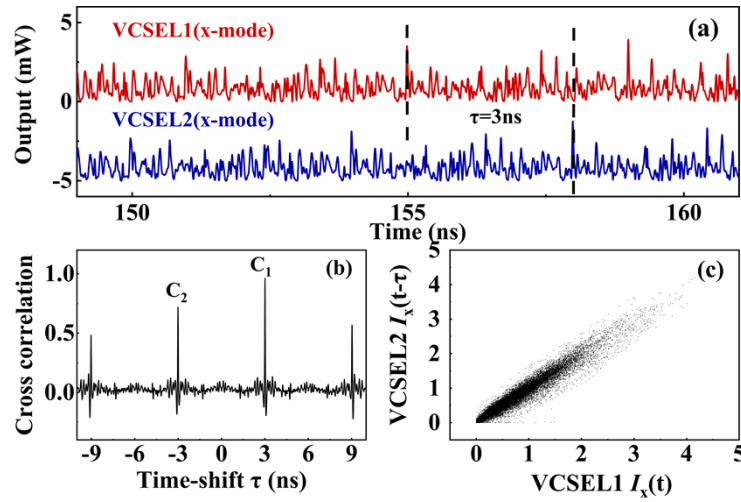 (a)
VCSEL1(x-mode)
VCSEL2(x-mode)
τ=3ns
Output (mW)
5
0
-5
150 155 160
Time (ns)
(b)
C₂
C₁
Cross correlation
1.0
0.5
0.0
-9 -6 -3 0 3 6 9
Time-shift τ (ns)
(c)
VCSEL2 Iₓ(t-τ)
5
4
3
2
1
0
0 1 2 3 4 5
VCSEL1 Iₓ(t)